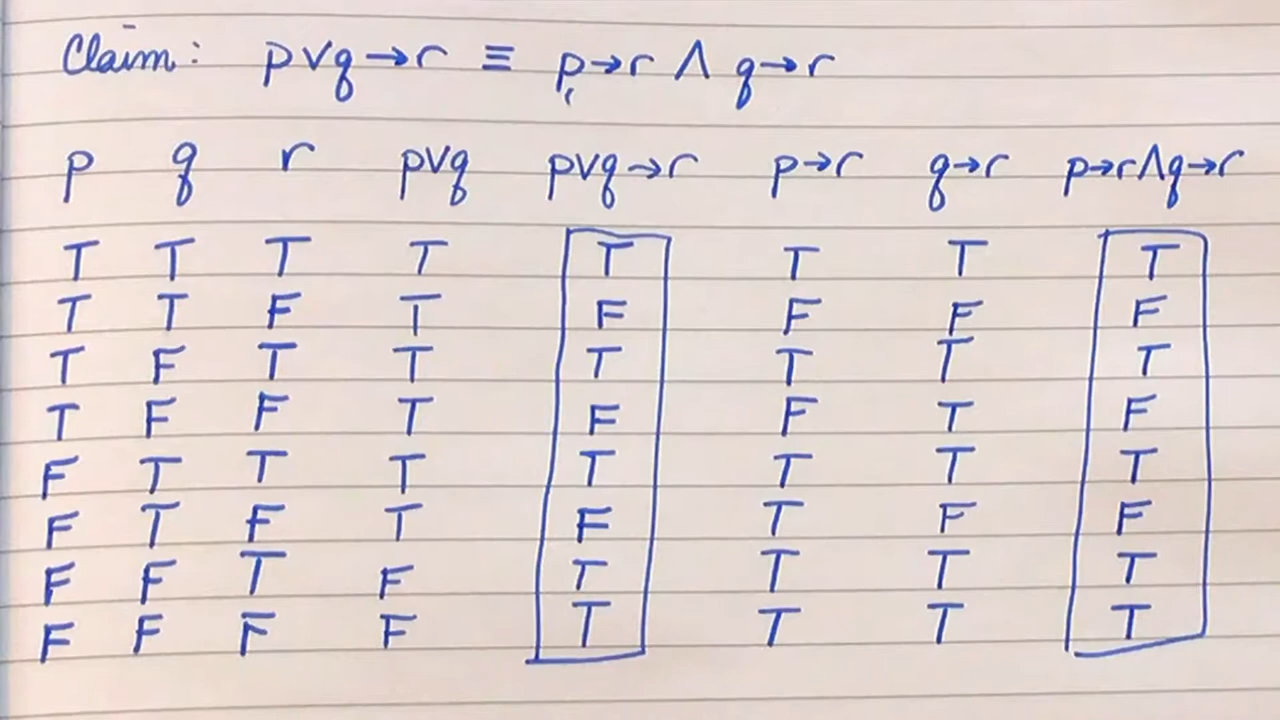 Claim: p∨q→r ≡ p→r ∧ q→r
p q r p∨q p∨q→r p→r q→r p→r∧q→r
T T T T T T T T
T T F T F F F F
T F T T T T T T
T F F T F F T F
F T T T T T T T
F T F T F T F F
F F T F T T T T
F F F F T T T T